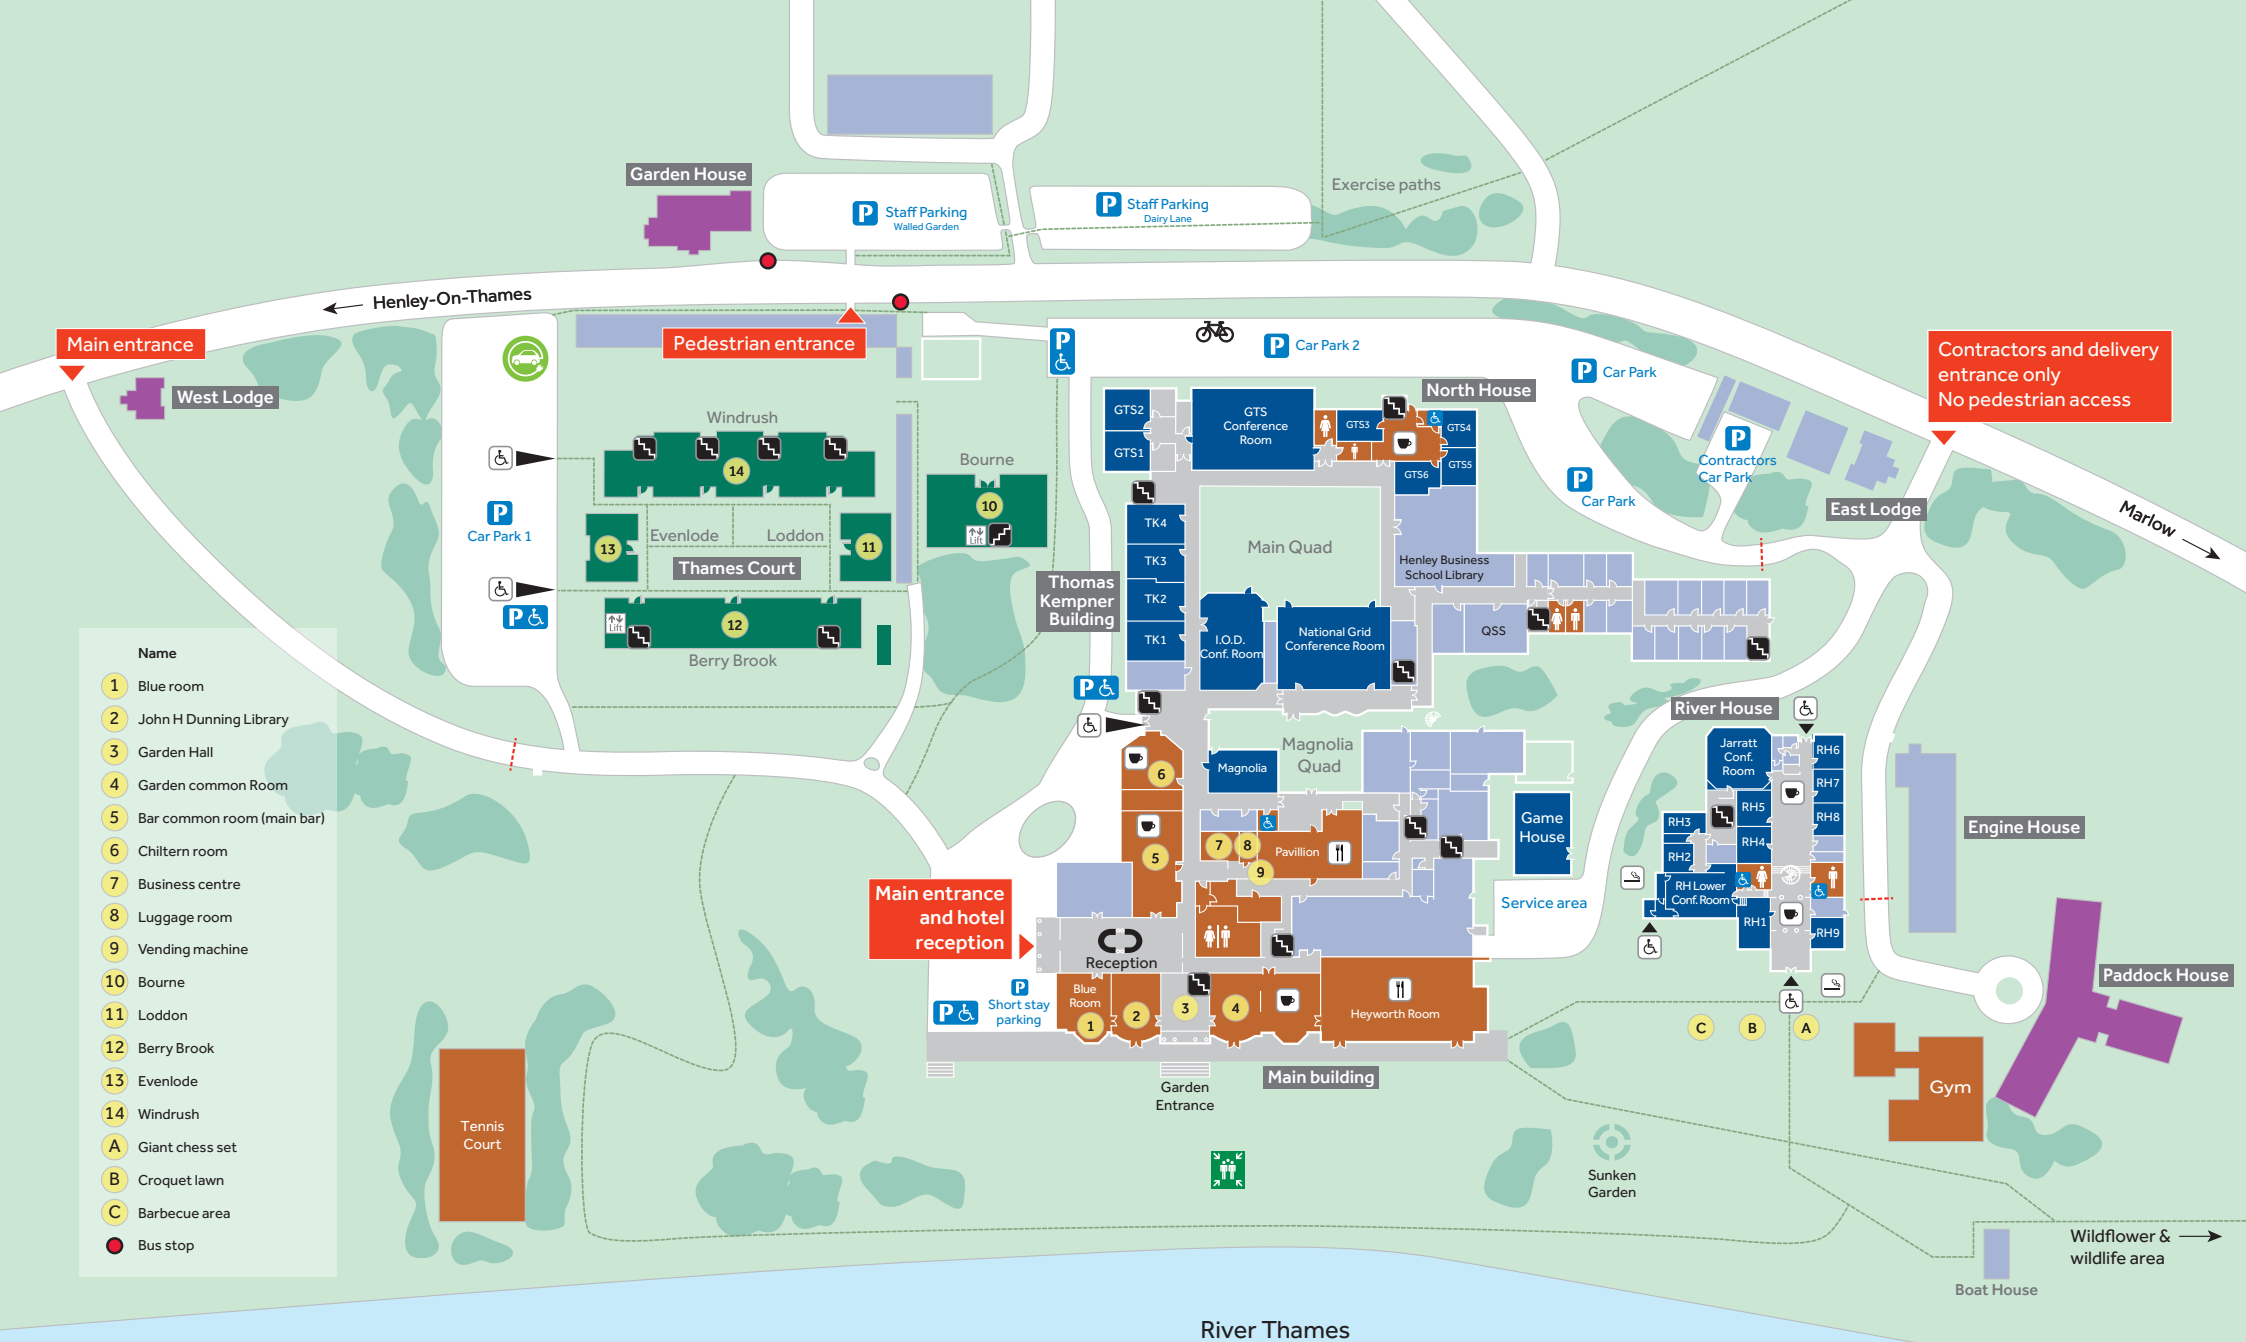 Garden House
P Staff Parking
Walled Garden
P Staff Parking
Dairy Lane
Exercise paths
Henley-On-Thames
Main entrance
Pedestrian entrance
West Lodge
P
P Car Park 2
P Car Park
Contractors and delivery
entrance only
No pedestrian access
North House
Windrush
14
Bourne
10
Lift
P
Car Park 1
13
Evenlode
Loddon
11
Thames Court
P
Lift
12
Berry Brook
GTS2
GTS1
GTS
Conference
Room
GTS3
GTS4
GTS5
GTS6
P
Contractors
Car Park
P
Car Park
East Lodge
Marlow
TK4
TK3
TK2
TK1
Thomas
Kempner
Building
Main Quad
Henley Business
School Library
I.O.D.
Conf. Room
National Grid
Conference Room
QSS
P
Magnolia
Quad
Magnolia
6
5
7
8
9
Pavillion
Game
House
Service area
River House
Jarratt
Conf.
Room
RH6
RH7
RH8
RH5
RH4
RH3
RH2
RH Lower
Conf. Room
RH1
RH9
Engine House
Paddock House
Main entrance
and hotel
reception
Reception
P
P
Short stay
parking
Blue
Room
1
2
3
4
Heyworth Room
C
B
A
Gym
Garden
Entrance
Main building
Sunken
Garden
Tennis
Court
Name
1 Blue room
2 John H Dunning Library
3 Garden Hall
4 Garden common Room
5 Bar common room (main bar)
6 Chiltern room
7 Business centre
8 Luggage room
9 Vending machine
10 Bourne
11 Loddon
12 Berry Brook
13 Evenlode
14 Windrush
A Giant chess set
B Croquet lawn
C Barbecue area
Bus stop
Wildflower &
wildlife area
Boat House
River Thames